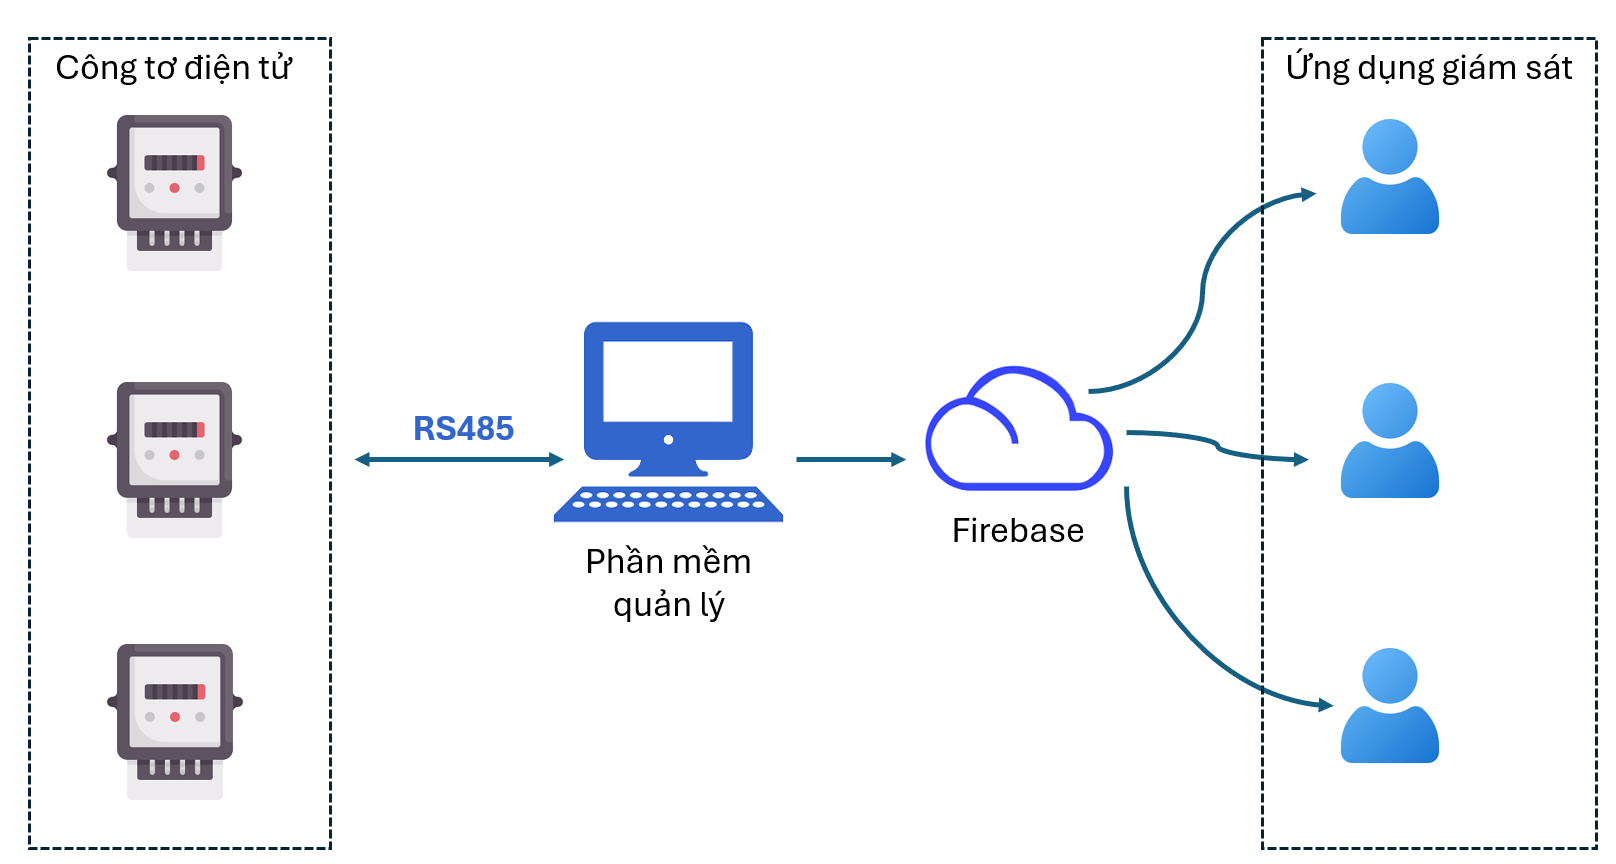 Công tơ điện tử
Ứng dụng giám sát
RS485
Phần mềm
quản lý
Firebase